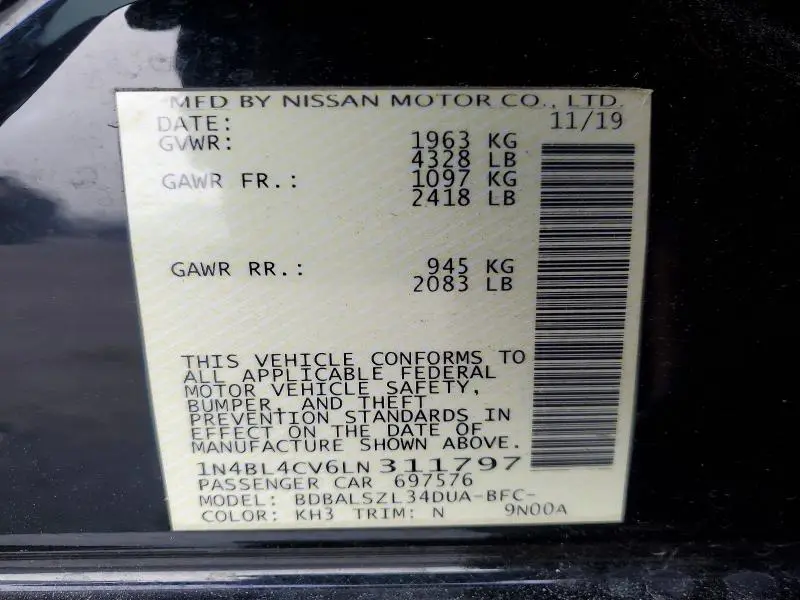 MFD BY NISSAN MOTOR CO., LTD.
DATE: 11/19
GVWR: 1963 KG
4328 LB
GAWR FR.: 1097 KG
2418 LB
GAWR RR.: 945 KG
2083 LB
THIS VEHICLE CONFORMS TO
ALL APPLICABLE FEDERAL
MOTOR VEHICLE SAFETY,
BUMPER, AND THEFT
PREVENTION STANDARDS IN
EFFECT ON THE DATE OF
MANUFACTURE SHOWN ABOVE.
1N4BL4CV6LN311797
PASSENGER CAR 697576
MODEL: BDBALSZL34DUA-BFC-
COLOR: KH3 TRIM: N 9N00A